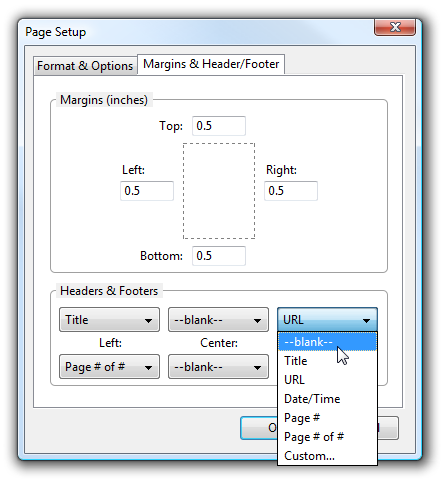 Page Setup
Format & Options
Margins & Header/Footer
Margins (inches)
Top: 0.5
Left: Right:
0.5 0.5
Bottom: 0.5
Headers & Footers
Title --blank-- URL
Left: Center:
Page # of # --blank--
--blank--
Title
URL
Date/Time
Page #
Page # of #
Custom...